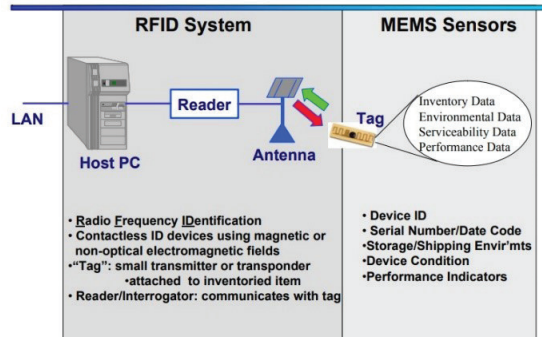 RFID System
MEMS Sensors
LAN
Host PC
Reader
Antenna
Tag
Inventory Data
Environmental Data
Serviceability Data
Performance Data
• Radio Frequency IDentification
• Contactless ID devices using magnetic or
non-optical electromagnetic fields
• “Tag”: small transmitter or transponder
•attached to inventoried item
• Reader/Interrogator: communicates with tag
• Device ID
• Serial Number/Date Code
•Storage/Shipping Envir'mts
•Device Condition
•Performance Indicators